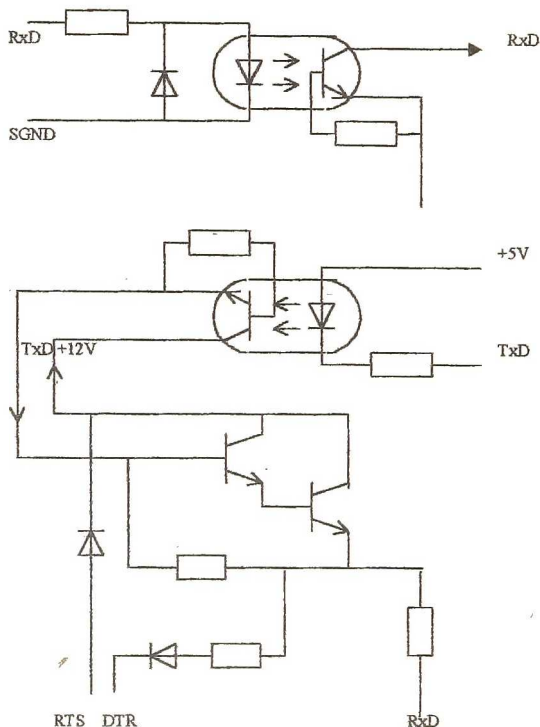 RxD
RxD
SGND
+5V
TxD +12V
TxD
RTS DTR
RxD